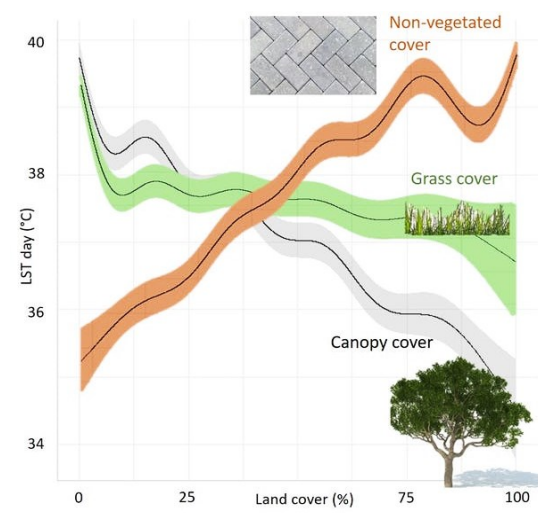 Non-vegetated
cover
40
38
Grass cover
LST day (°C)
36
Canopy cover
34
0
25
Land cover (%)
75
100